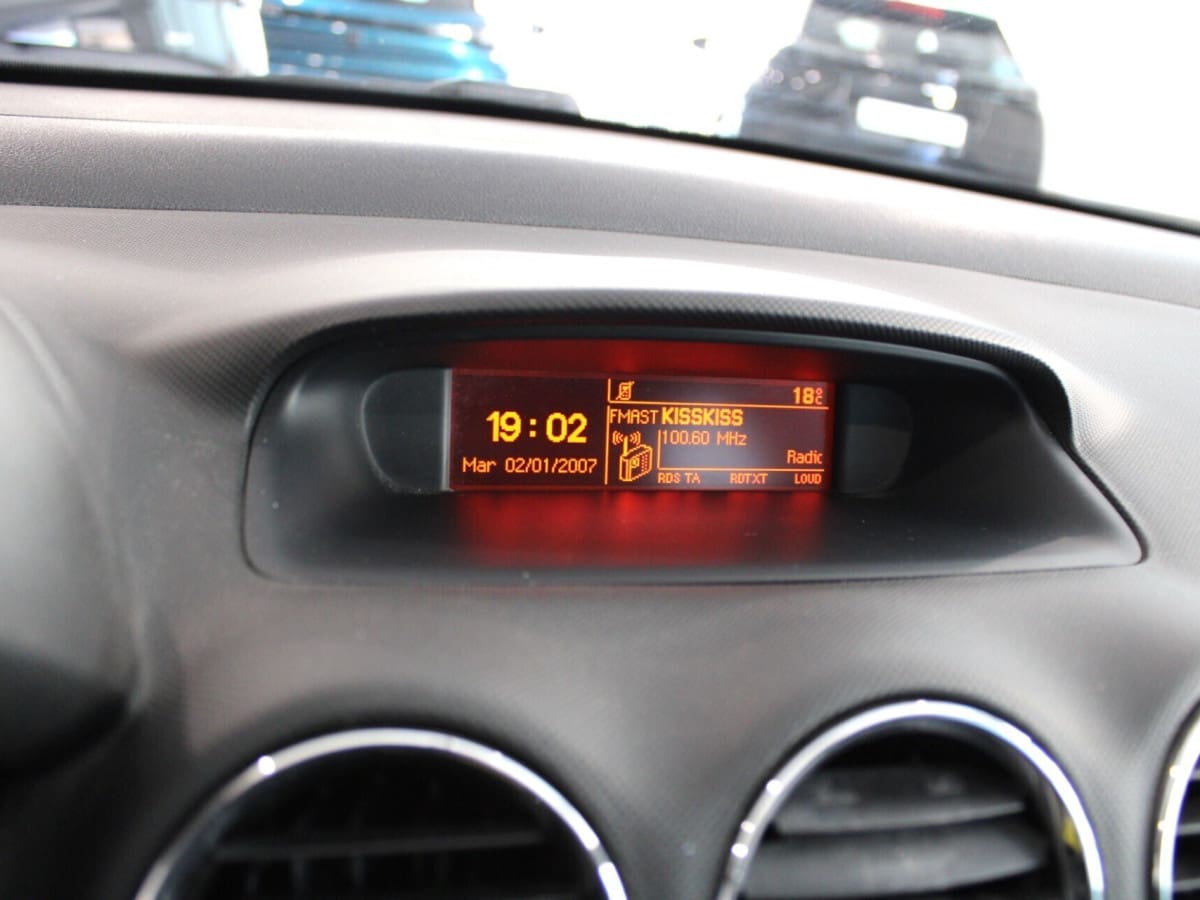 19:02
Mar 02/01/2007
18°C
FMAST KISSKISS
100.60 MHz
Radio
RDS TA RDTXT LOUD